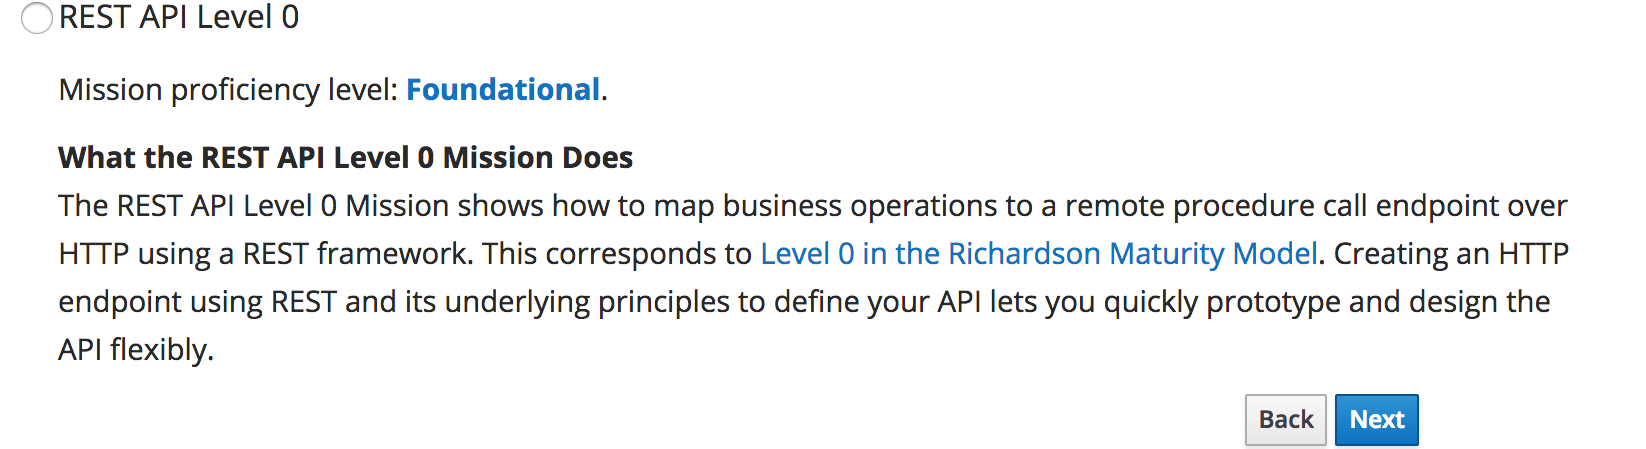 REST API Level 0
Mission proficiency level: Foundational.
What the REST API Level 0 Mission Does
The REST API Level 0 Mission shows how to map business operations to a remote procedure call endpoint over
HTTP using a REST framework. This corresponds to Level 0 in the Richardson Maturity Model. Creating an HTTP
endpoint using REST and its underlying principles to define your API lets you quickly prototype and design the
API flexibly.
Back Next